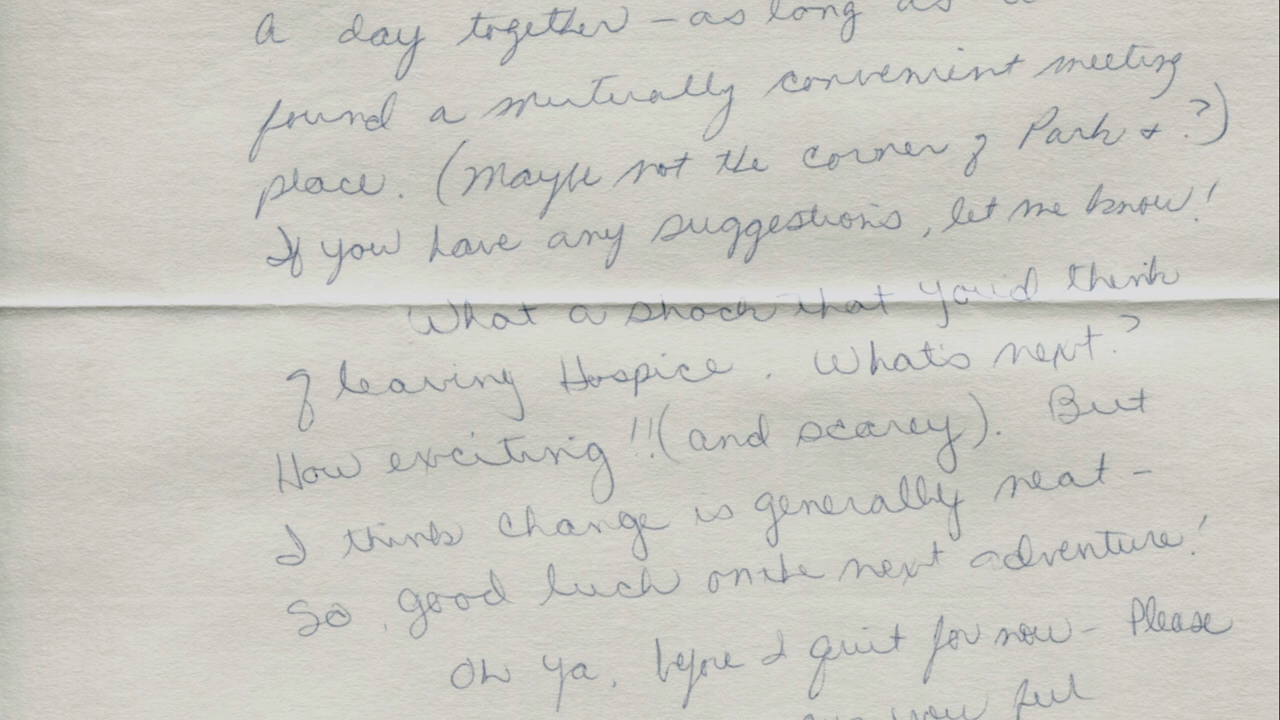 A day together – as long as
found a mutually convenient meeting
place. (Maybe not the corner of Park & ?)
If you have any suggestions, let me know!
What a shock that you'd think
of leaving Hospice. What's next?
How exciting!! (and scarey). But
I think change is generally neat –
So, good luck on the next adventure!
Oh ya, before I quit for now – Please
you feel